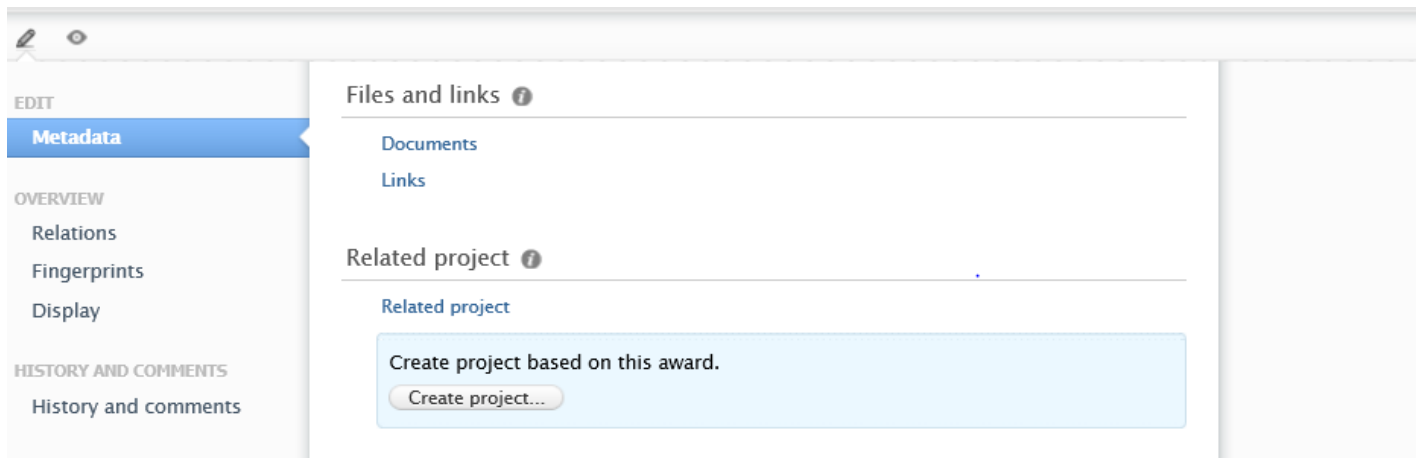 EDIT
Metadata
OVERVIEW
Relations
Fingerprints
Display
HISTORY AND COMMENTS
History and comments
Files and links
Documents
Links
Related project
Related project
Create project based on this award.
Create project...